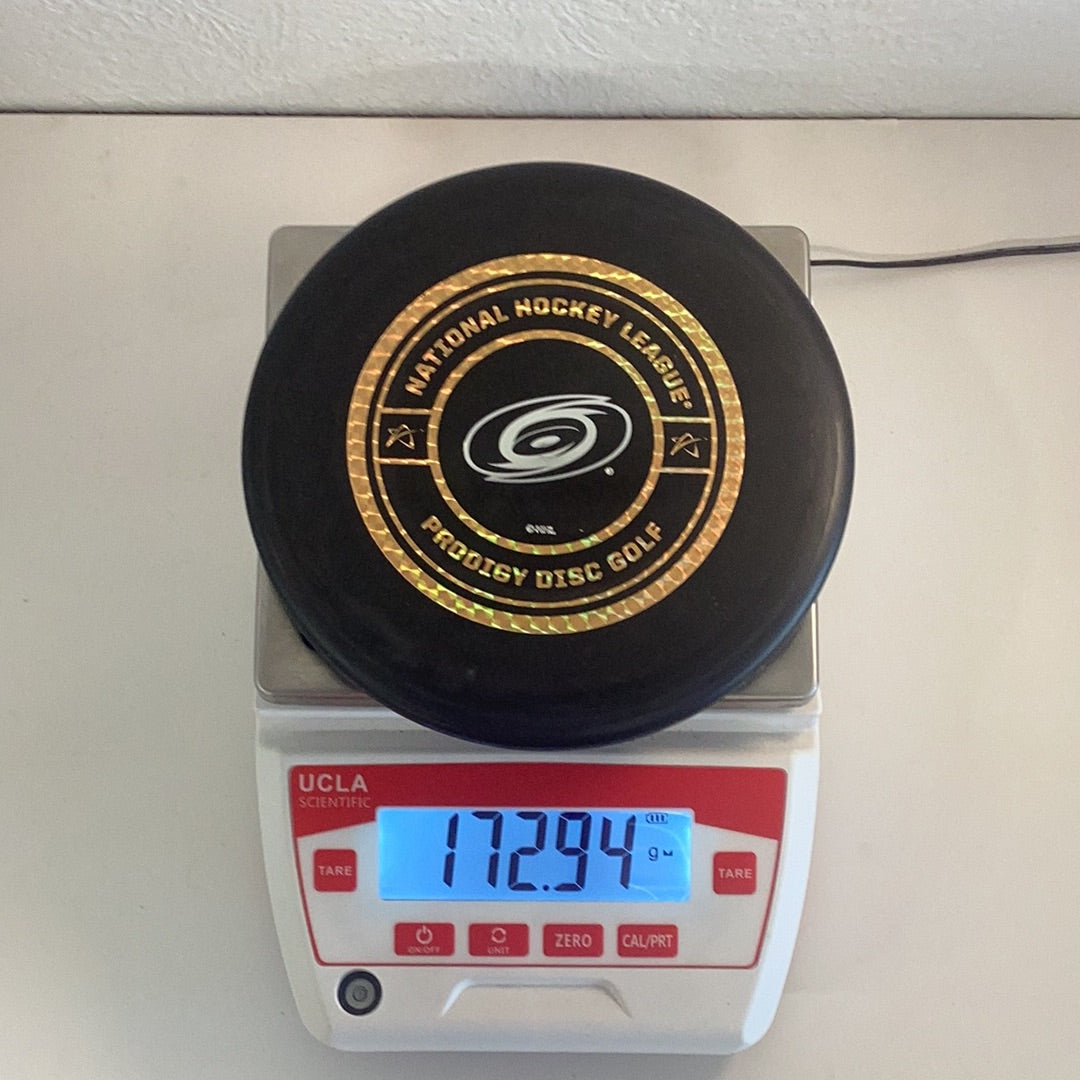 NATIONAL HOCKEY LEAGUE®
®
PRODIGY DISC GOLF
UCLA
SCIENTIFIC
172.94 g
TARE
TARE
ON/OFF
UNIT
ZERO
CAL/PRT